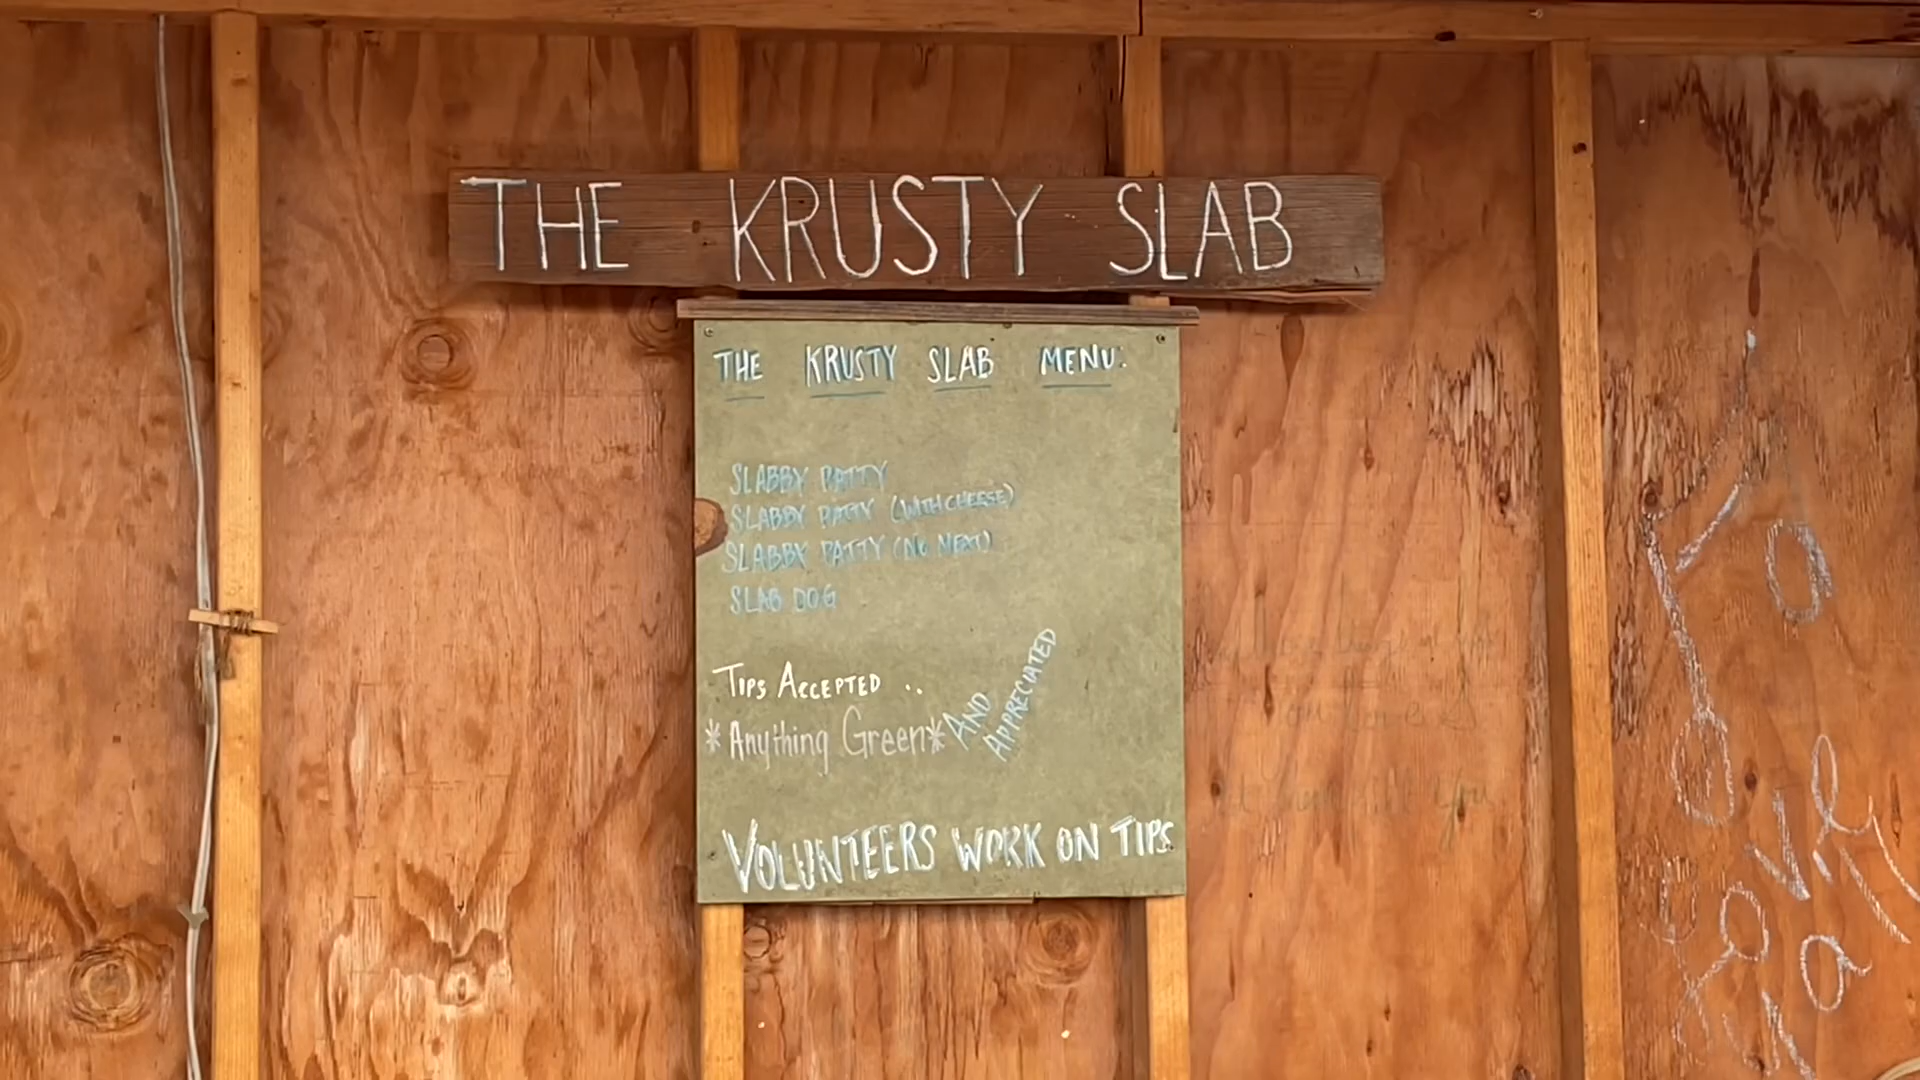 THE KRUSTY SLAB
THE KRUSTY SLAB MENU:
SLABBY PATTY
SLABBY PATTY (WITH CHEESE)
SLABBY PATTY (NO MEAT)
SLAB DOG
TIPS ACCEPTED ..
*Anything Green* AND APPRECIATED
VOLUNTEERS WORK ON TIPS